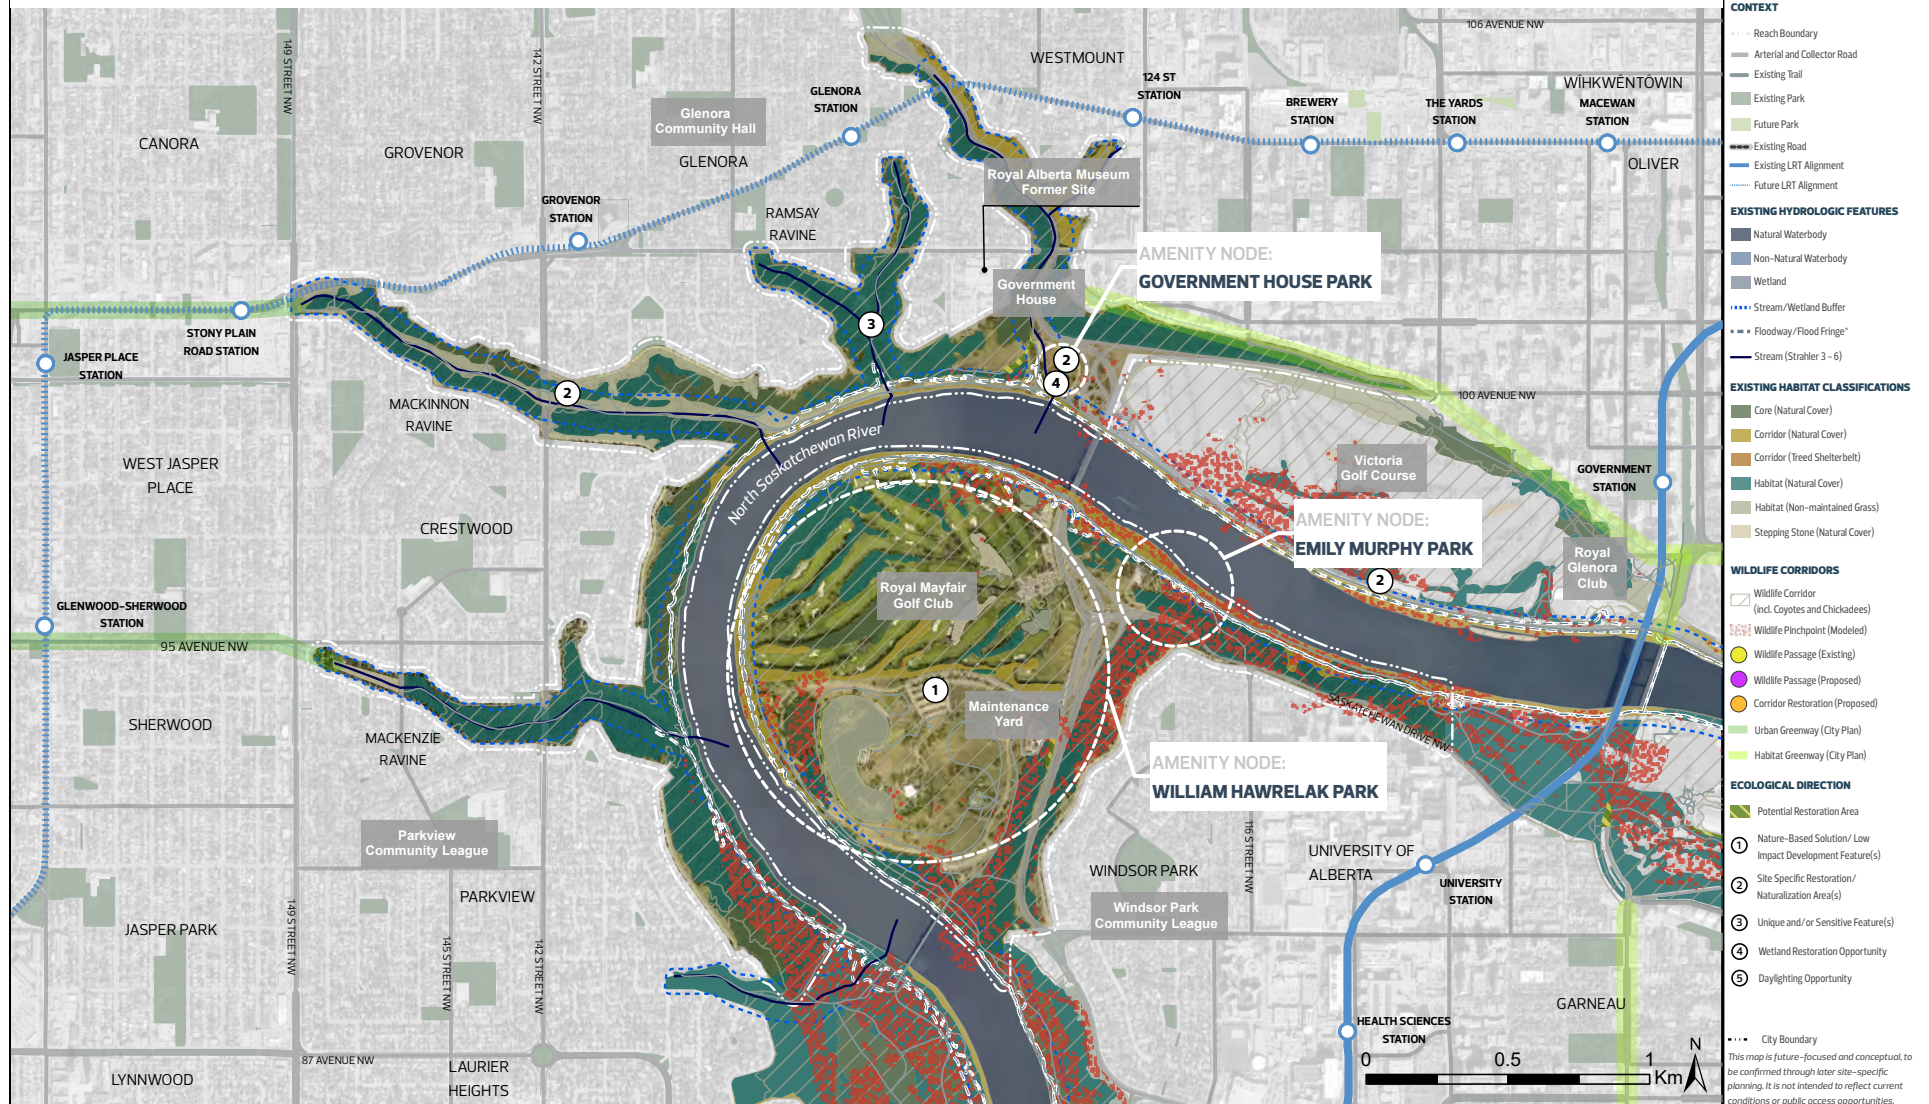 106 AVENUE NW
WESTMOUNT
149 STREET NW
142 STREET NW
124 ST
STATION
WÎHKWÊNTÔWIN
GLENORA
STATION
BREWERY
STATION
THE YARDS
STATION
MACEWAN
STATION
Glenora
Community Hall
CANORA
GROVENOR
GLENORA
OLIVER
Royal Alberta Museum
Former Site
GROVENOR
STATION
RAMSAY
RAVINE
AMENITY NODE:
GOVERNMENT HOUSE PARK
Government
House
3
STONY PLAIN
ROAD STATION
JASPER PLACE
STATION
2
4
2
MACKINNON
RAVINE
100 AVENUE NW
North Saskatchewan River
WEST JASPER
PLACE
Victoria
Golf Course
GOVERNMENT
STATION
CRESTWOOD
AMENITY NODE:
EMILY MURPHY PARK
Royal
Glenora
Club
2
Royal Mayfair
Golf Club
GLENWOOD-SHERWOOD
STATION
95 AVENUE NW
1
Maintenance
Yard
SASKATCHEWAN DRIVE NW
SHERWOOD
MACKENZIE
RAVINE
AMENITY NODE:
WILLIAM HAWRELAK PARK
Parkview
Community League
116 STREET NW
UNIVERSITY OF
ALBERTA
WINDSOR PARK
UNIVERSITY
STATION
PARKVIEW
Windsor Park
Community League
149 STREET NW
145 STREET NW
142 STREET NW
JASPER PARK
GARNEAU
HEALTH SCIENCES
STATION
87 AVENUE NW
LAURIER
HEIGHTS
LYNNWOOD
0 0.5 1
Km
N
CONTEXT
Reach Boundary
Arterial and Collector Road
Existing Trail
Existing Park
Future Park
Existing Road
Existing LRT Alignment
Future LRT Alignment
EXISTING HYDROLOGIC FEATURES
Natural Waterbody
Non-Natural Waterbody
Wetland
Stream/Wetland Buffer
Floodway/Flood Fringe*
Stream (Strahler 3 - 6)
EXISTING HABITAT CLASSIFICATIONS
Core (Natural Cover)
Corridor (Natural Cover)
Corridor (Treed Shelterbelt)
Habitat (Natural Cover)
Habitat (Non-maintained Grass)
Stepping Stone (Natural Cover)
WILDLIFE CORRIDORS
Wildlife Corridor
(incl. Coyotes and Chickadees)
Wildlife Pinchpoint (Modeled)
Wildlife Passage (Existing)
Wildlife Passage (Proposed)
Corridor Restoration (Proposed)
Urban Greenway (City Plan)
Habitat Greenway (City Plan)
ECOLOGICAL DIRECTION
Potential Restoration Area
1 Nature-Based Solution/ Low
Impact Development Feature(s)
2 Site Specific Restoration/
Naturalization Area(s)
3 Unique and/or Sensitive Feature(s)
4 Wetland Restoration Opportunity
5 Daylighting Opportunity
City Boundary
This map is future-focused and conceptual, to
be confirmed through later site-specific
planning. It is not intended to reflect current
conditions or public access opportunities.